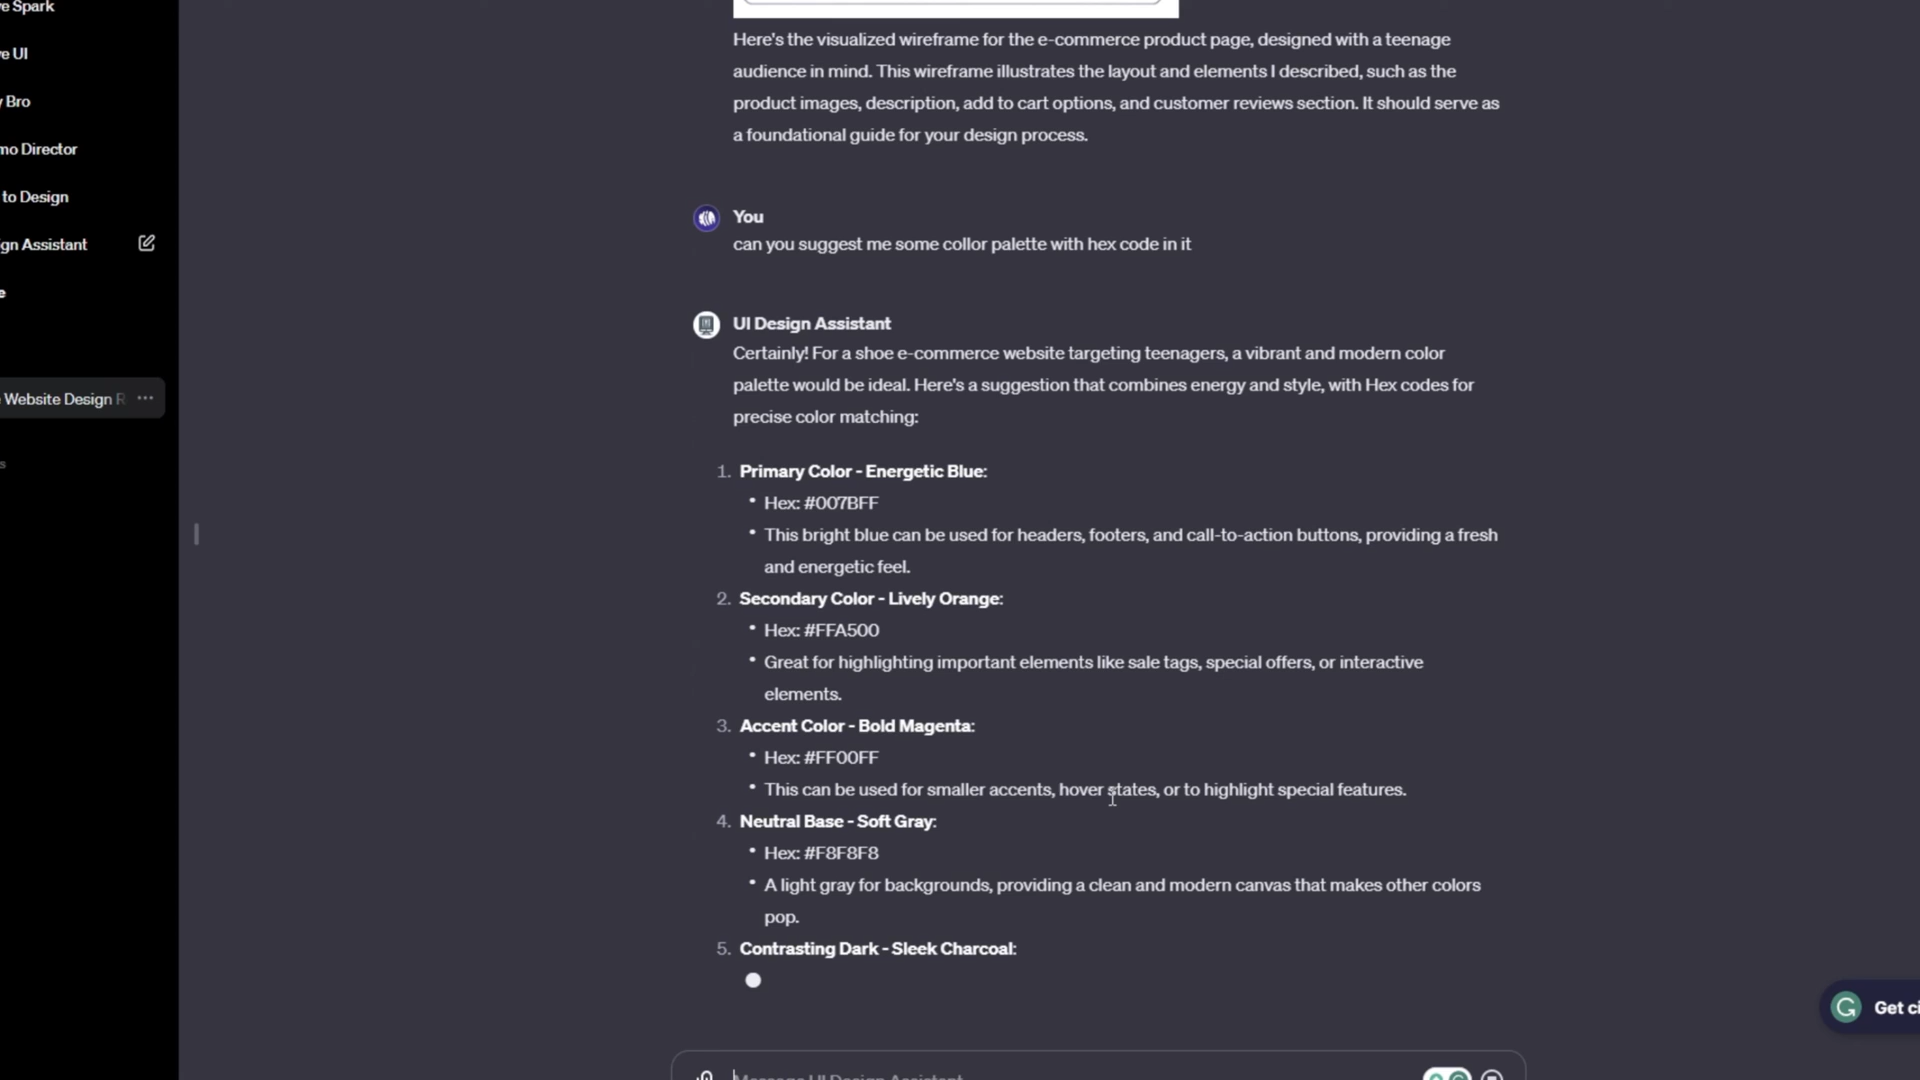 e Spark
e UI
y Bro
mo Director
to Design
gn Assistant
e
Website Design R
s
Here's the visualized wireframe for the e-commerce product page, designed with a teenage
audience in mind. This wireframe illustrates the layout and elements I described, such as the
product images, description, add to cart options, and customer reviews section. It should serve as
a foundational guide for your design process.
You
can you suggest me some collor palette with hex code in it
UI Design Assistant
Certainly! For a shoe e-commerce website targeting teenagers, a vibrant and modern color
palette would be ideal. Here's a suggestion that combines energy and style, with Hex codes for
precise color matching:
1. Primary Color - Energetic Blue:
• Hex: #007BFF
• This bright blue can be used for headers, footers, and call-to-action buttons, providing a fresh
and energetic feel.
2. Secondary Color - Lively Orange:
• Hex: #FFA500
• Great for highlighting important elements like sale tags, special offers, or interactive
elements.
3. Accent Color - Bold Magenta:
• Hex: #FF00FF
• This can be used for smaller accents, hover states, or to highlight special features.
4. Neutral Base - Soft Gray:
• Hex: #F8F8F8
• A light gray for backgrounds, providing a clean and modern canvas that makes other colors
pop.
5. Contrasting Dark - Sleek Charcoal:
Get ci
Message UI Design Assistant